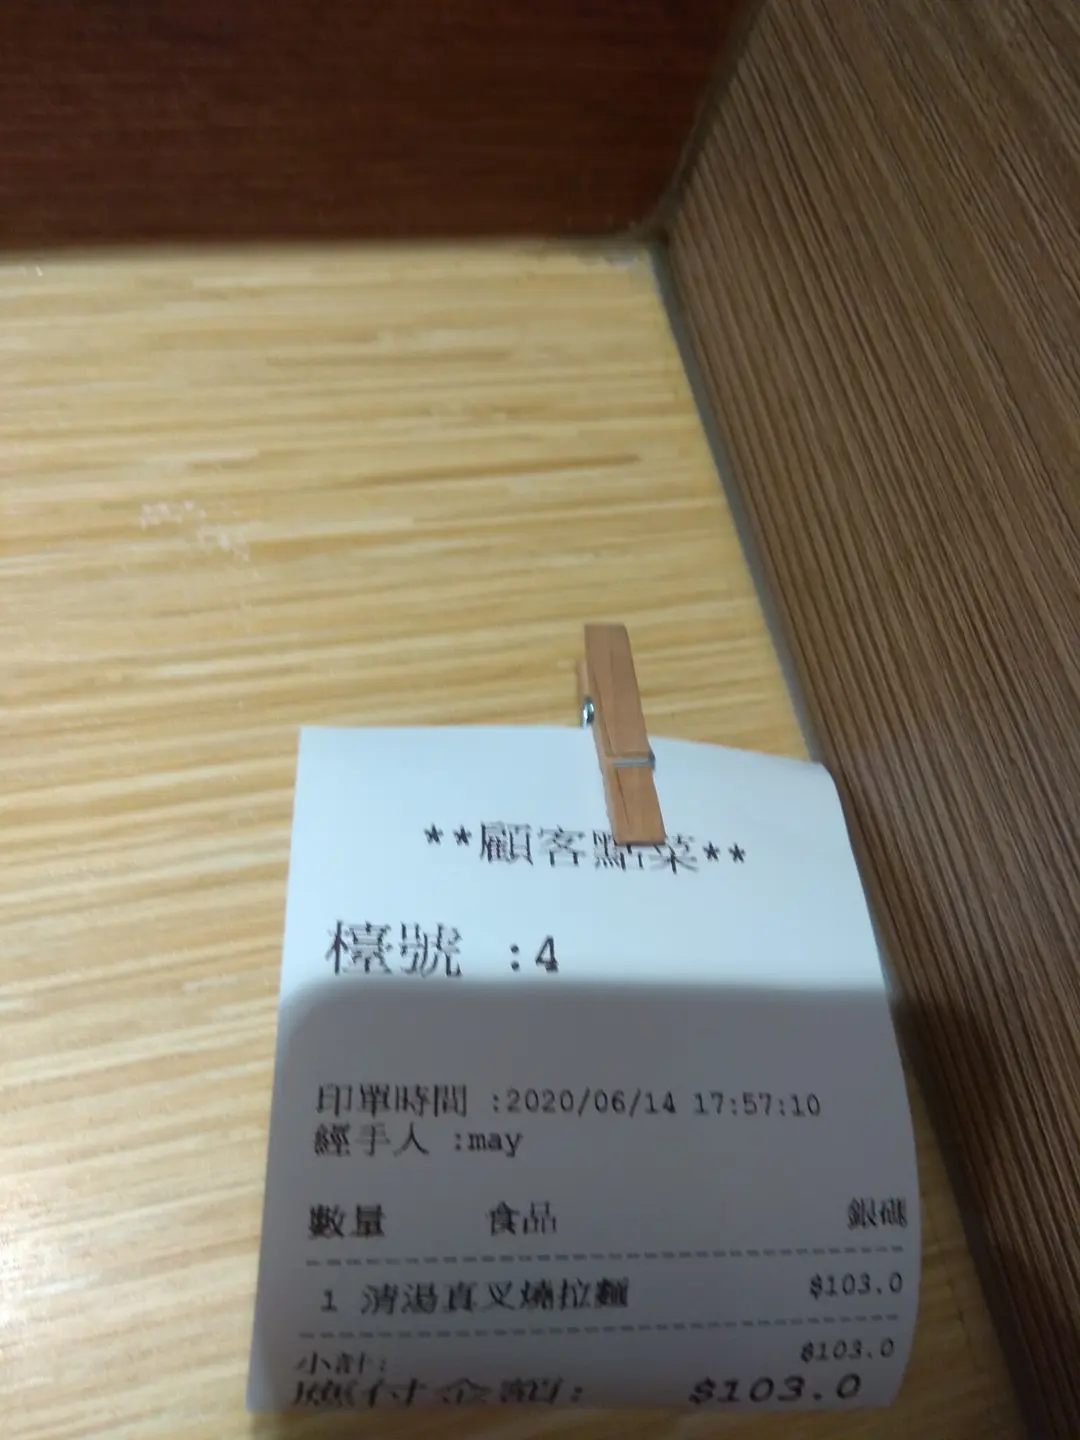 **顧客點菜**
檯號 :4
印單時間 :2020/06/14 17:57:10
經手人 :may
數量 食品 銀碼
1 清湯真叉燒拉麵 $103.0
小計: $103.0
應付金額: $103.0